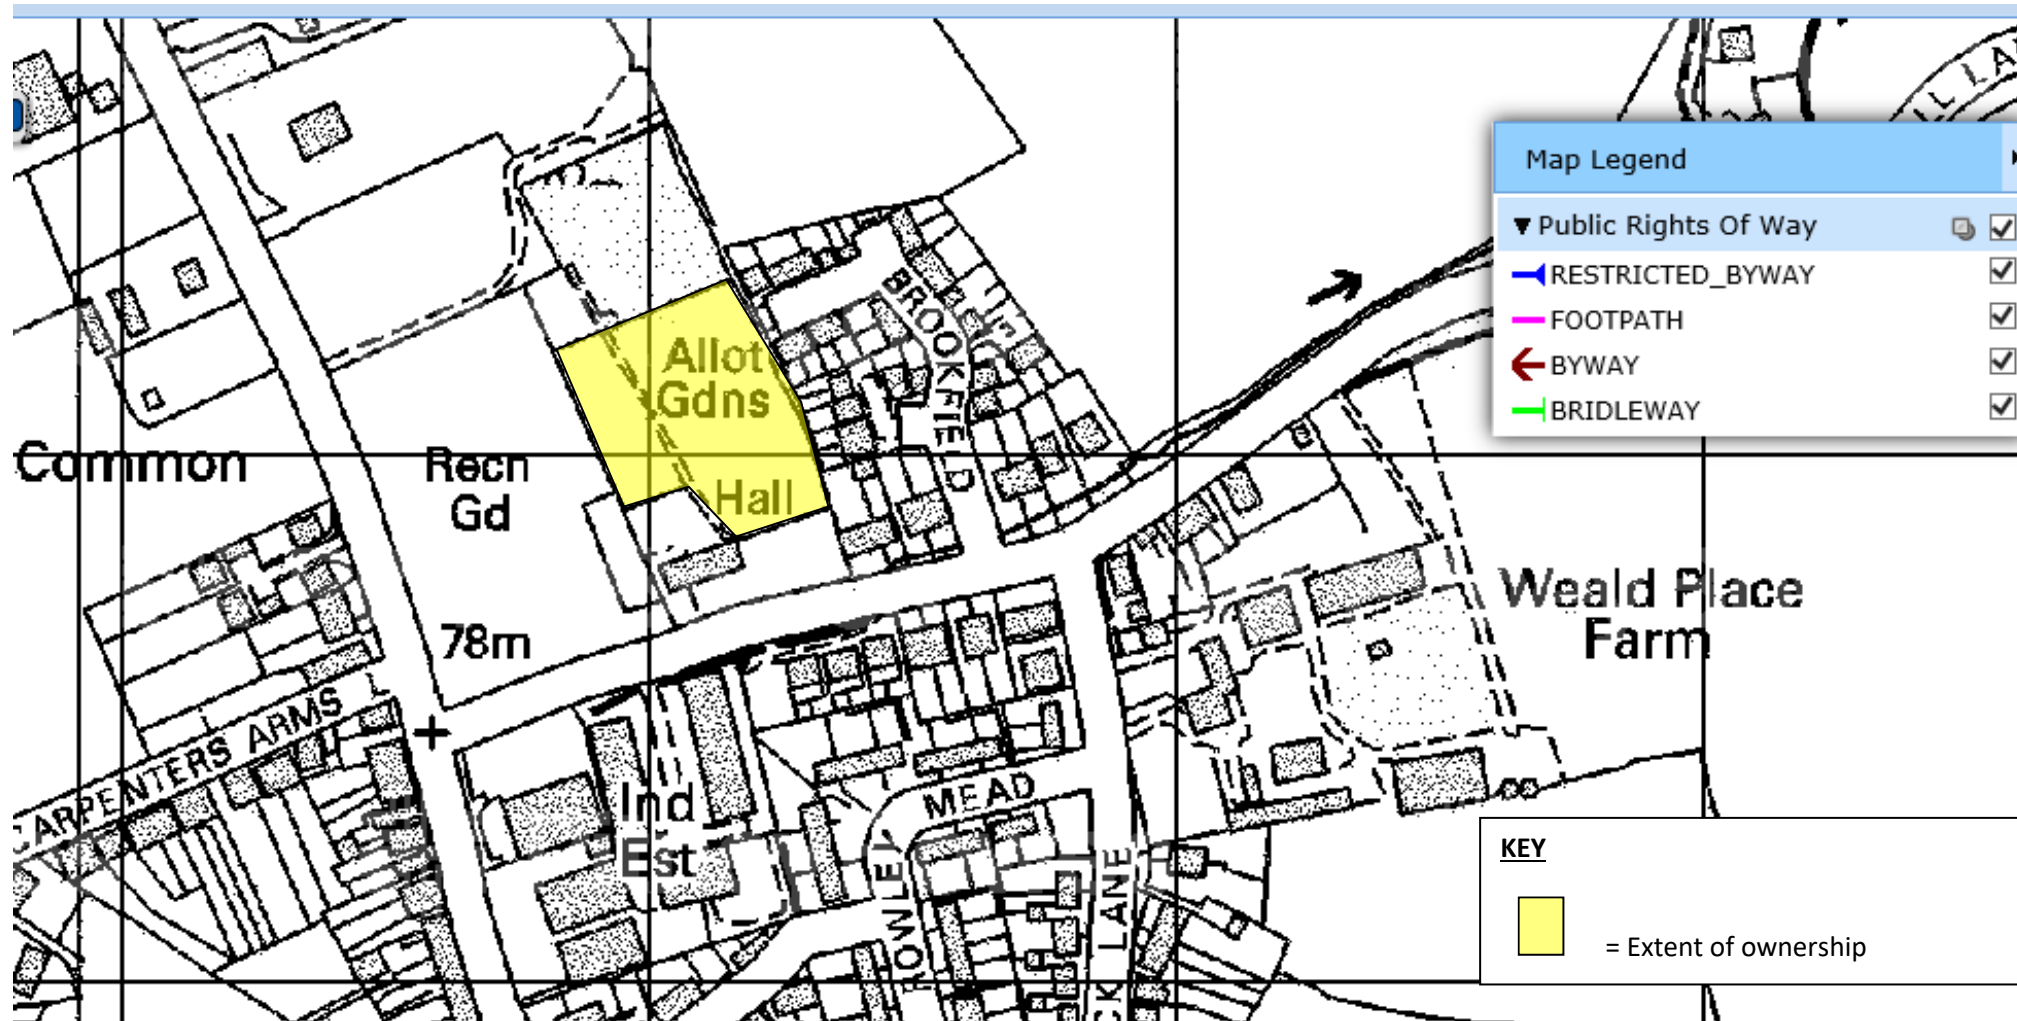 Map Legend
Public Rights Of Way
RESTRICTED_BYWAY
FOOTPATH
BYWAY
BRIDLEWAY
BROOKFIELD
Allot
Gdns
Common
Recn
Gd
Hall
Weald Place
Farm
78m
CARPENTERS ARMS
MEAD
Ind
Est
ROWLEY
LANE
KEY
= Extent of ownership